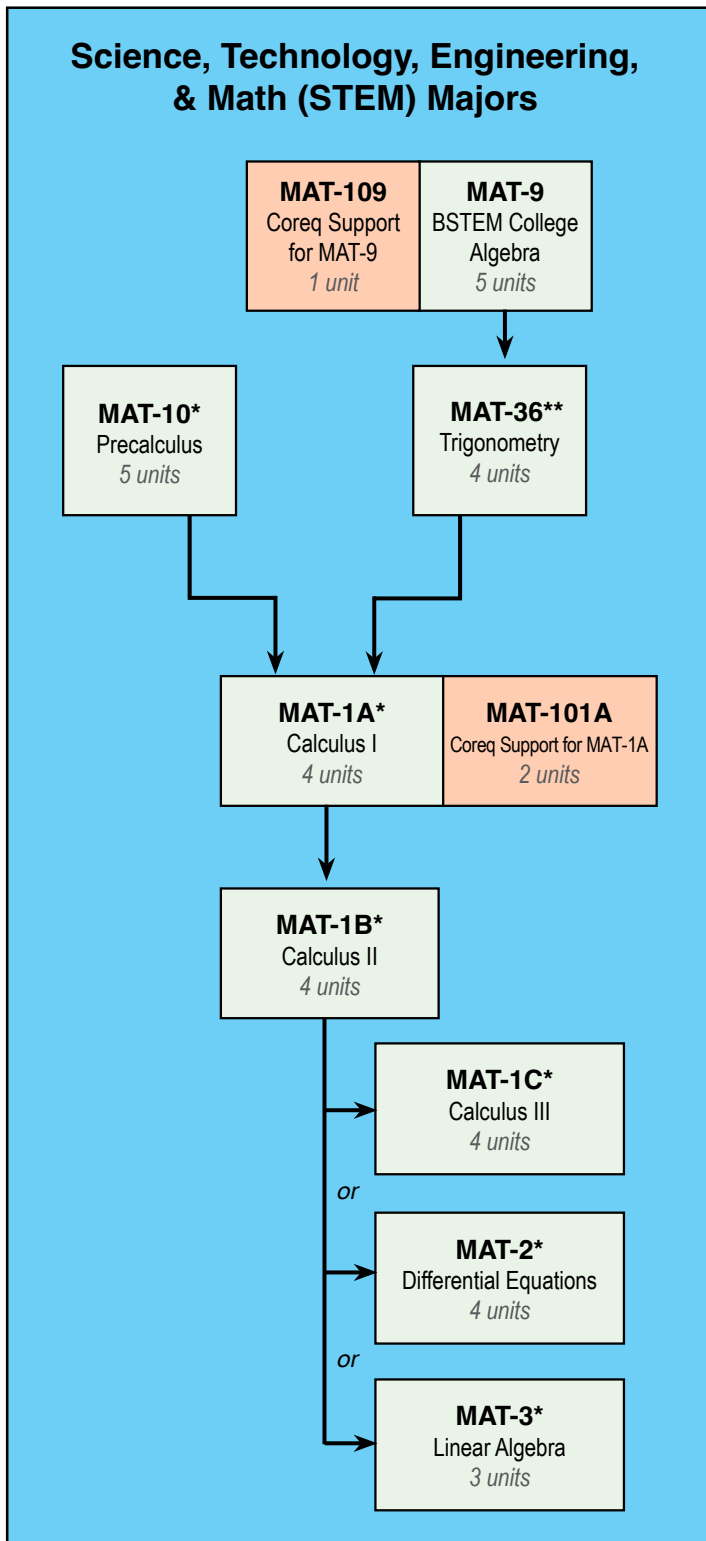 Science, Technology, Engineering,
& Math (STEM) Majors
MAT-109
Coreq Support
for MAT-9
1 unit
MAT-9
BSTEM College
Algebra
5 units
MAT-10*
Precalculus
5 units
MAT-36**
Trigonometry
4 units
MAT-1A*
Calculus I
4 units
MAT-101A
Coreq Support for MAT-1A
2 units
MAT-1B*
Calculus II
4 units
MAT-1C*
Calculus III
4 units
or
MAT-2*
Differential Equations
4 units
or
MAT-3*
Linear Algebra
3 units